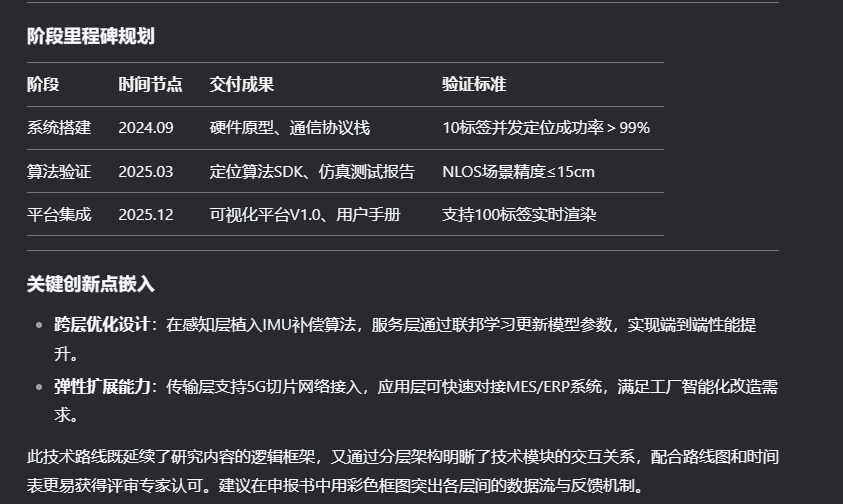 阶段里程碑规划
阶段 时间节点 交付成果 验证标准
系统搭建 2024.09 硬件原型、通信协议栈 10标签并发定位成功率＞99%
算法验证 2025.03 定位算法SDK、仿真测试报告 NLOS场景精度≤15cm
平台集成 2025.12 可视化平台V1.0、用户手册 支持100标签实时渲染
关键创新点嵌入
跨层优化设计：在感知层植入IMU补偿算法，服务层通过联邦学习更新模型参数，实现端到端性能提
升。
弹性扩展能力：传输层支持5G切片网络接入，应用层可快速对接MES/ERP系统，满足工厂智能化改造需
求。
此技术路线既延续了研究内容的逻辑框架，又通过分层架构明晰了技术模块的交互关系，配合路线图和时间
表更易获得评审专家认可。建议在申报书中用彩色框图突出各层间的数据流与反馈机制。